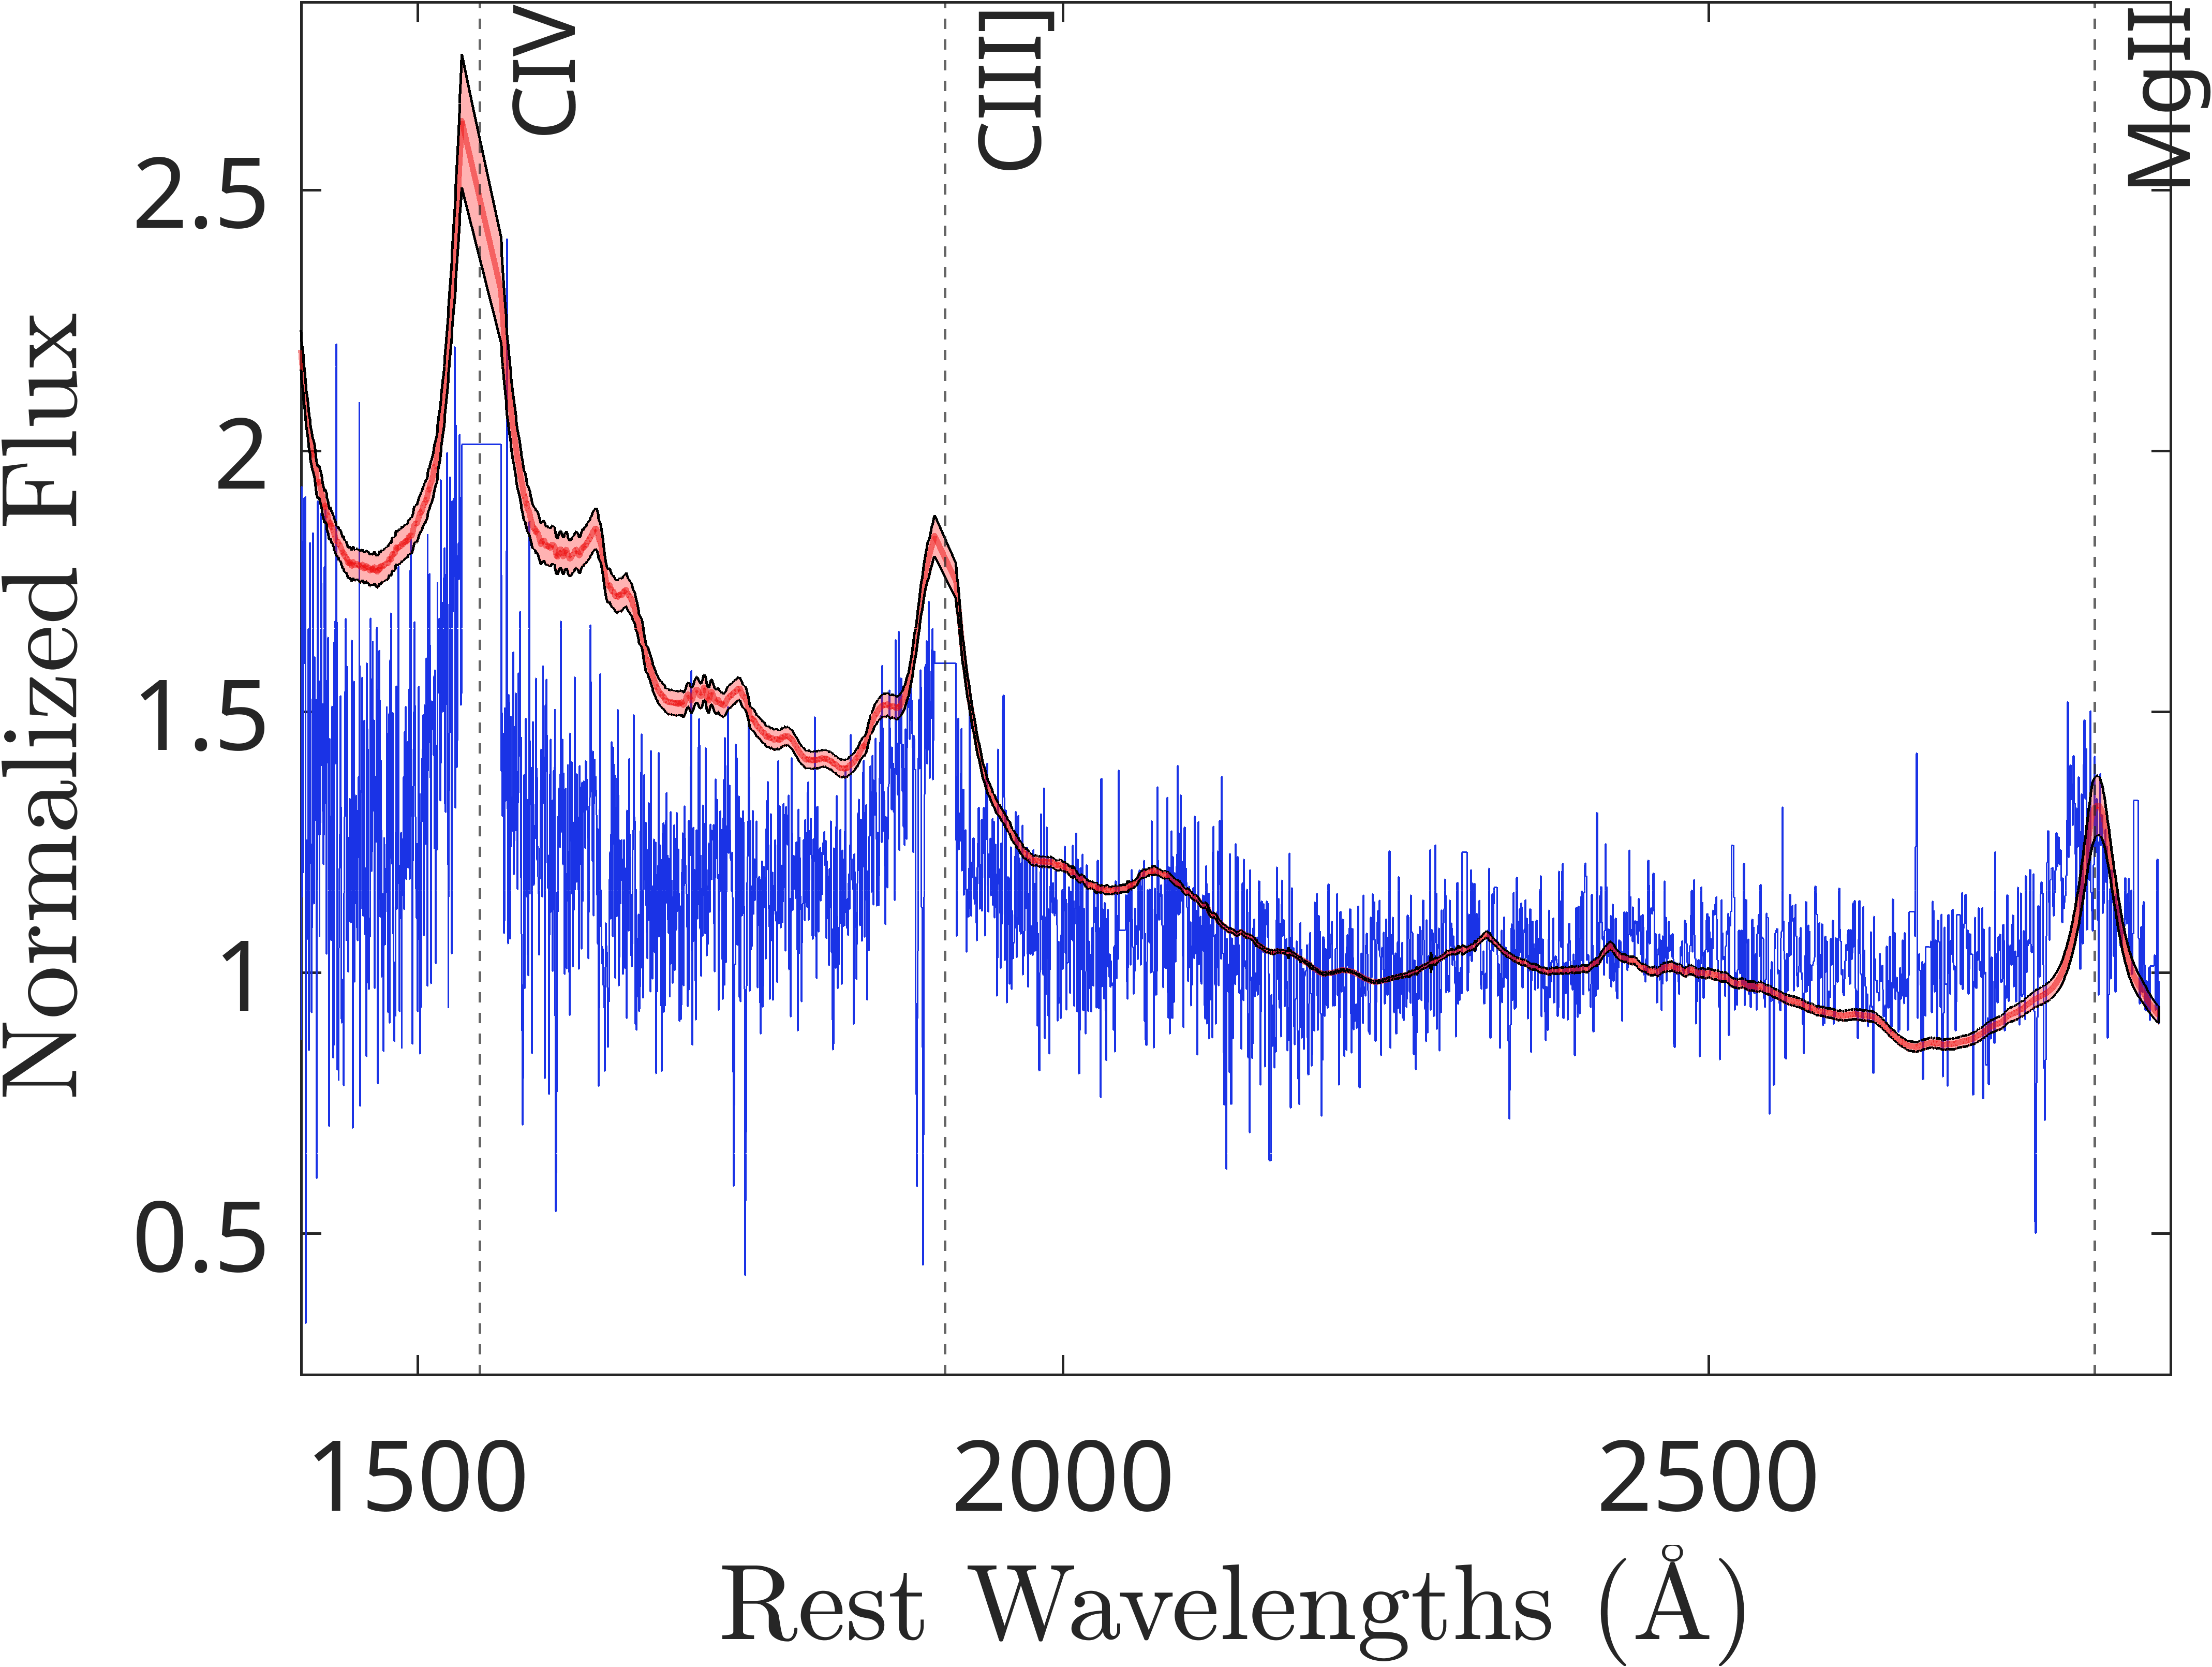 CIV
CIII]
MgII
2.5
2
1.5
1
0.5
Normalized Flux
1500
2000
2500
Rest Wavelengths (Å)